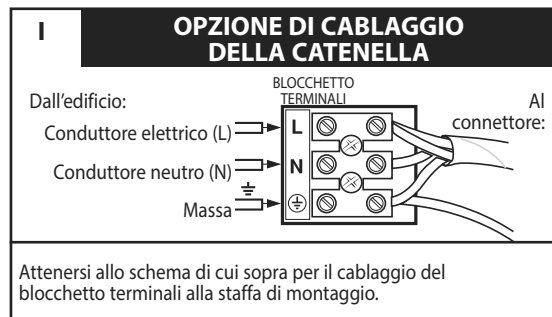 I
OPZIONE DI CABLAGGIO
DELLA CATENELLA
BLOCCHETTO
TERMINALI
Dall'edificio:
Al
connettore:
Conduttore elettrico (L)
L
Conduttore neutro (N)
N
Massa
Attenersi allo schema di cui sopra per il cablaggio del
blocchetto terminali alla staffa di montaggio.